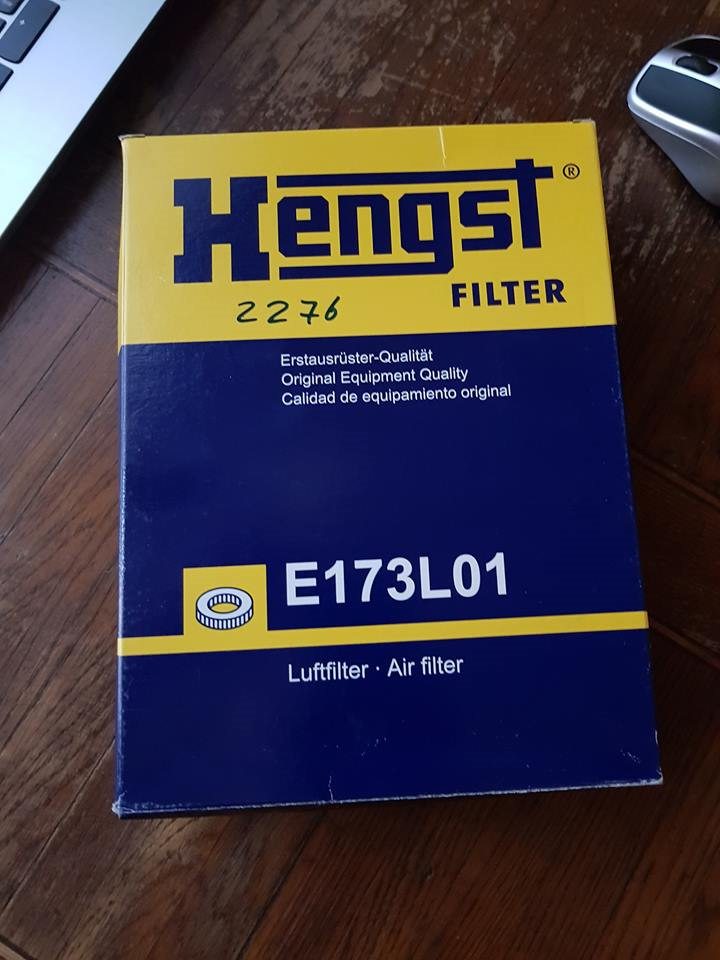 Hengst®
FILTER
2276
Erstausrüster-Qualität
Original Equipment Quality
Calidad de equipamiento original
E173L01
Luftfilter · Air filter